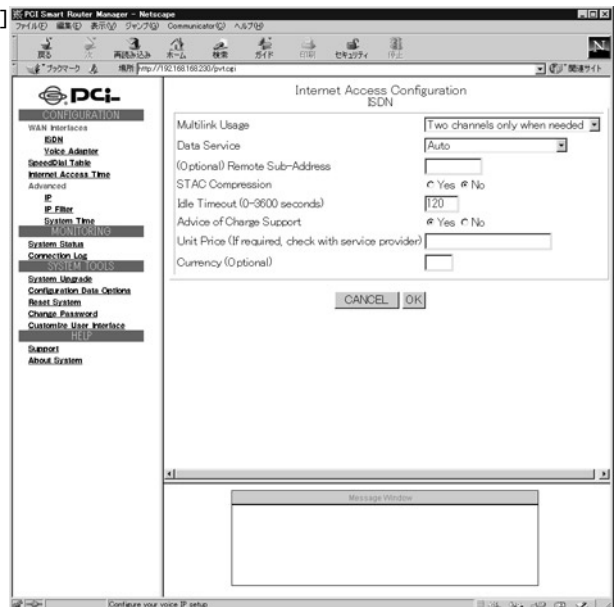 PCI Smart Router Manager - Netscape
ファイル(F) 編集(E) 表示(V) ジャンプ(G) Communicator(C) ヘルプ(H)
戻る 次 再読み込み ホーム 検索 ガイド 印刷 セキュリティ 停止
ブックマーク 場所: http://192.168.168.230/pvt.cgi 関連サイト
PCi
CONFIGURATION
WAN Interfaces
ISDN
Voice Adapter
SpeedDial Table
Internet Access Time
Advanced
IP
IP Filter
System Time
MONITORING
System Status
Connection Log
SYSTEM TOOLS
System Upgrade
Configuration Data Options
Reset System
Change Password
Customize User Interface
HELP
Support
About System
Internet Access Configuration
ISDN
Multilink Usage Two channels only when needed
Data Service Auto
(Optional) Remote Sub-Address
STAC Compression Yes No
Idle Timeout (0-3600 seconds) 120
Advice of Charge Support Yes No
Unit Price (If required, check with service provider)
Currency (Optional)
CANCEL OK
Message Window
Configure your voice IP setup